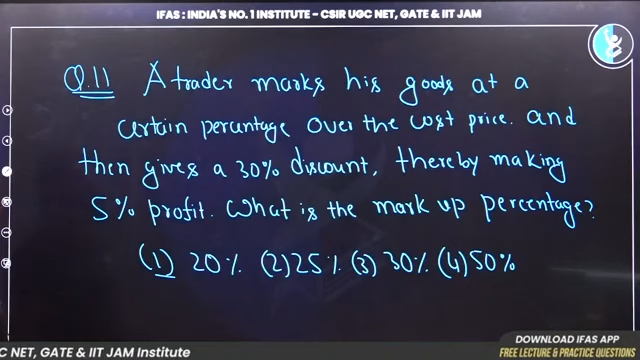 IFAS : INDIA'S NO. 1 INSTITUTE – CSIR UGC NET, GATE & IIT JAM
Q.11 A trader marks his goods at a
certain percantage over the cost price. and
then gives a 30% discount, thereby making
5% profit. What is the mark up percentage?
(1) 20% (2) 25% (3) 30% (4) 50%
DOWNLOAD IFAS APP
C NET, GATE & IIT JAM Institute
FREE LECTURE & PRACTICE QUESTIONS